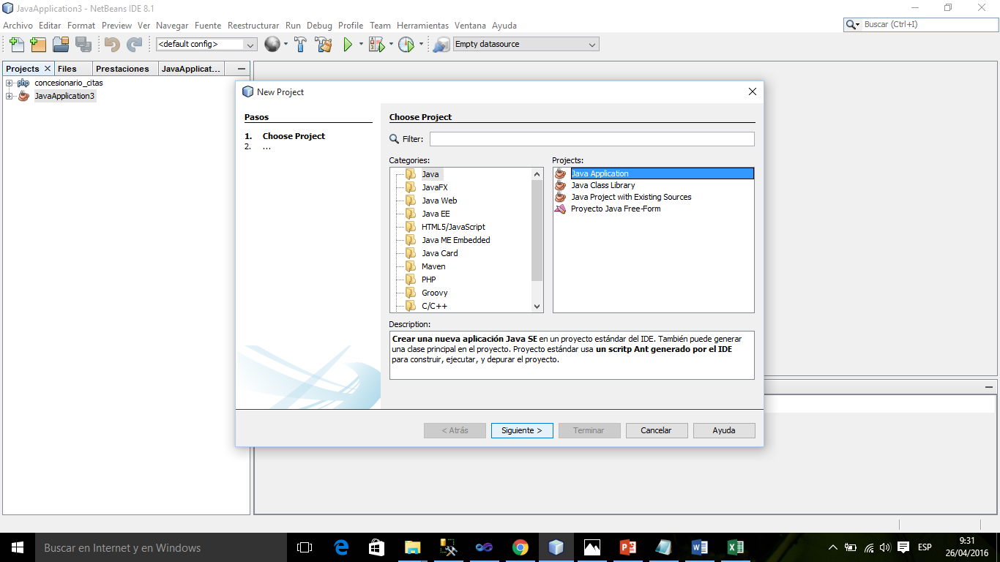 JavaApplication3 - NetBeans IDE 8.1
Archivo Editar Format Preview Ver Navegar Fuente Reestructurar Run Debug Profile Team Herramientas Ventana Ayuda
Buscar (Ctrl+I)
<default config>
Empty datasource
Projects Files Prestaciones JavaApplicat...
concesionario_citas
JavaApplication3
New Project
Pasos
1. Choose Project
2. ...
Choose Project
Filter:
Categories:
Java
JavaFX
Java Web
Java EE
HTML5/JavaScript
Java ME Embedded
Java Card
Maven
PHP
Groovy
C/C++
Projects:
Java Application
Java Class Library
Java Project with Existing Sources
Proyecto Java Free-Form
Description:
Crear una nueva aplicación Java SE en un proyecto estándar del IDE. También puede generar
una clase principal en el proyecto. Proyecto estándar usa un scritp Ant generado por el IDE
para construir, ejecutar, y depurar el proyecto.
< Atrás
Siguiente >
Terminar
Cancelar
Ayuda
Buscar en Internet y en Windows
ESP
9:31
26/04/2016